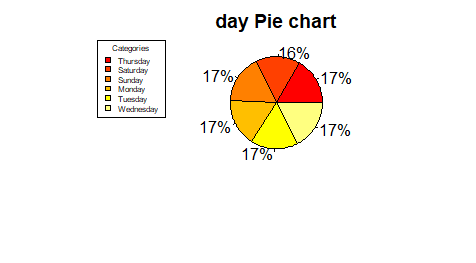 day Pie chart
Categories
Thursday
Saturday
Sunday
Monday
Tuesday
Wednesday
16%
17%
17%
17%
17%
17%